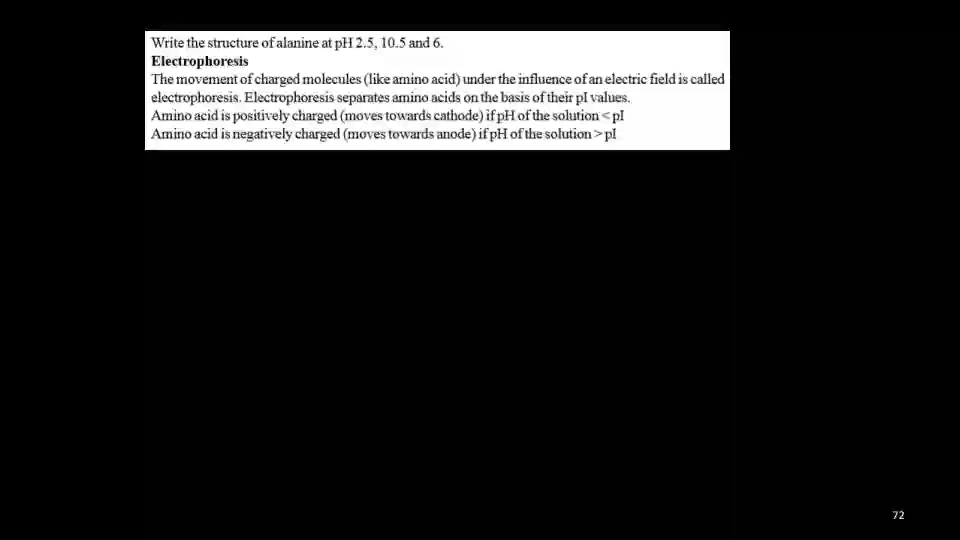 Write the structure of alanine at pH 2.5, 10.5 and 6.
Electrophoresis
The movement of charged molecules (like amino acid) under the influence of an electric field is called
electrophoresis. Electrophoresis separates amino acids on the basis of their pI values.
Amino acid is positively charged (moves towards cathode) if pH of the solution < pI
Amino acid is negatively charged (moves towards anode) if pH of the solution > pI
72